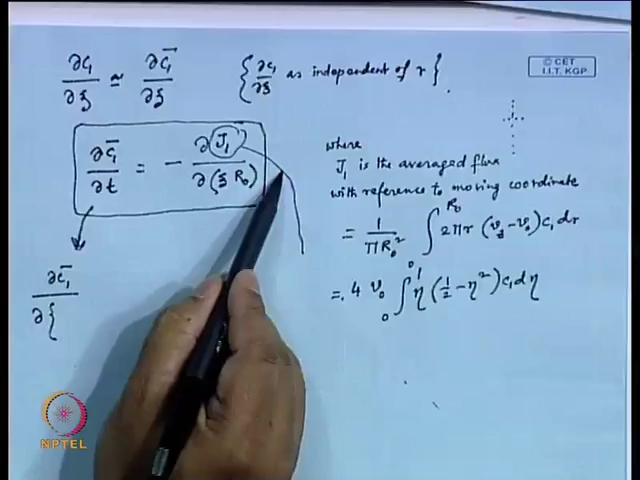 ∂c₁/∂ξ ≃ ∂c̄₁/∂ξ { ∂c₁/∂ξ as independent of r } .
© CET
I.I.T. KGP
∂c̄₁/∂t = − ∂J₁/∂(ξ R₀)
where
J₁ is the averaged flux
with reference to moving coordinate
= 1/πR₀² ∫₀^R₀ 2πr (v_z − v₀) c₁ dr
= 4 v₀ ∫₀¹ η (1/2 − η²) c₁ dη
∂c̄₁/∂{
NPTEL